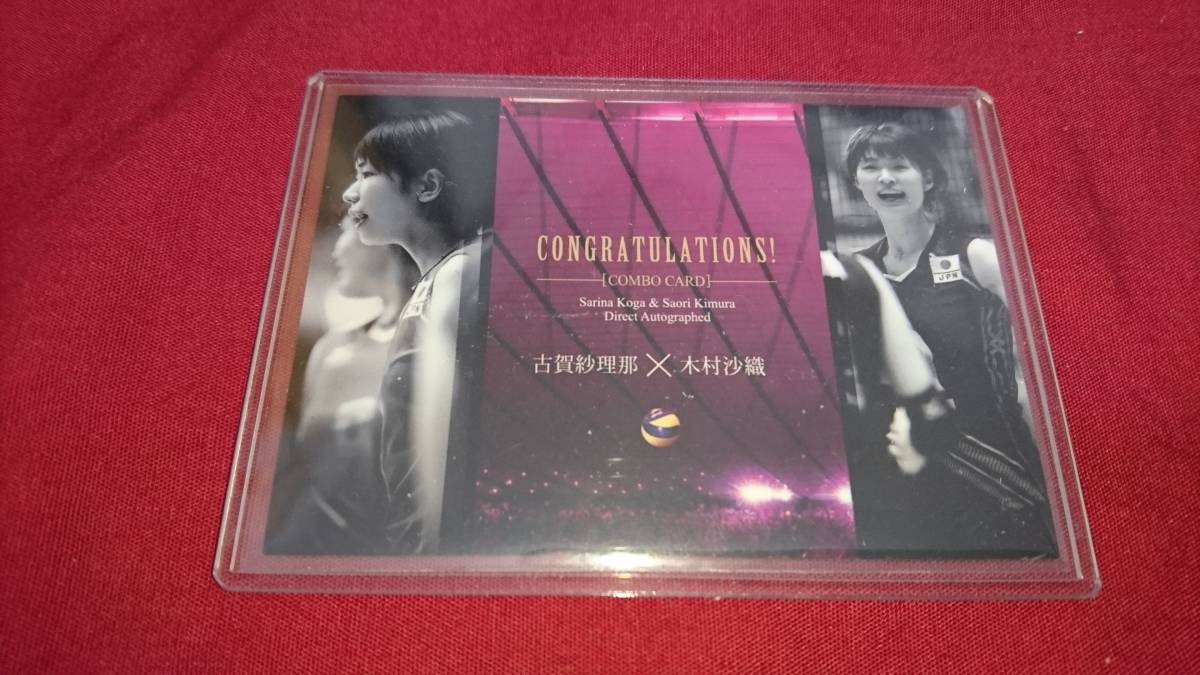 CONGRATULATIONS!
[COMBO CARD]
Sarina Koga & Saori Kimura
Direct Autographed
古賀紗理那 × 木村沙織
JPN